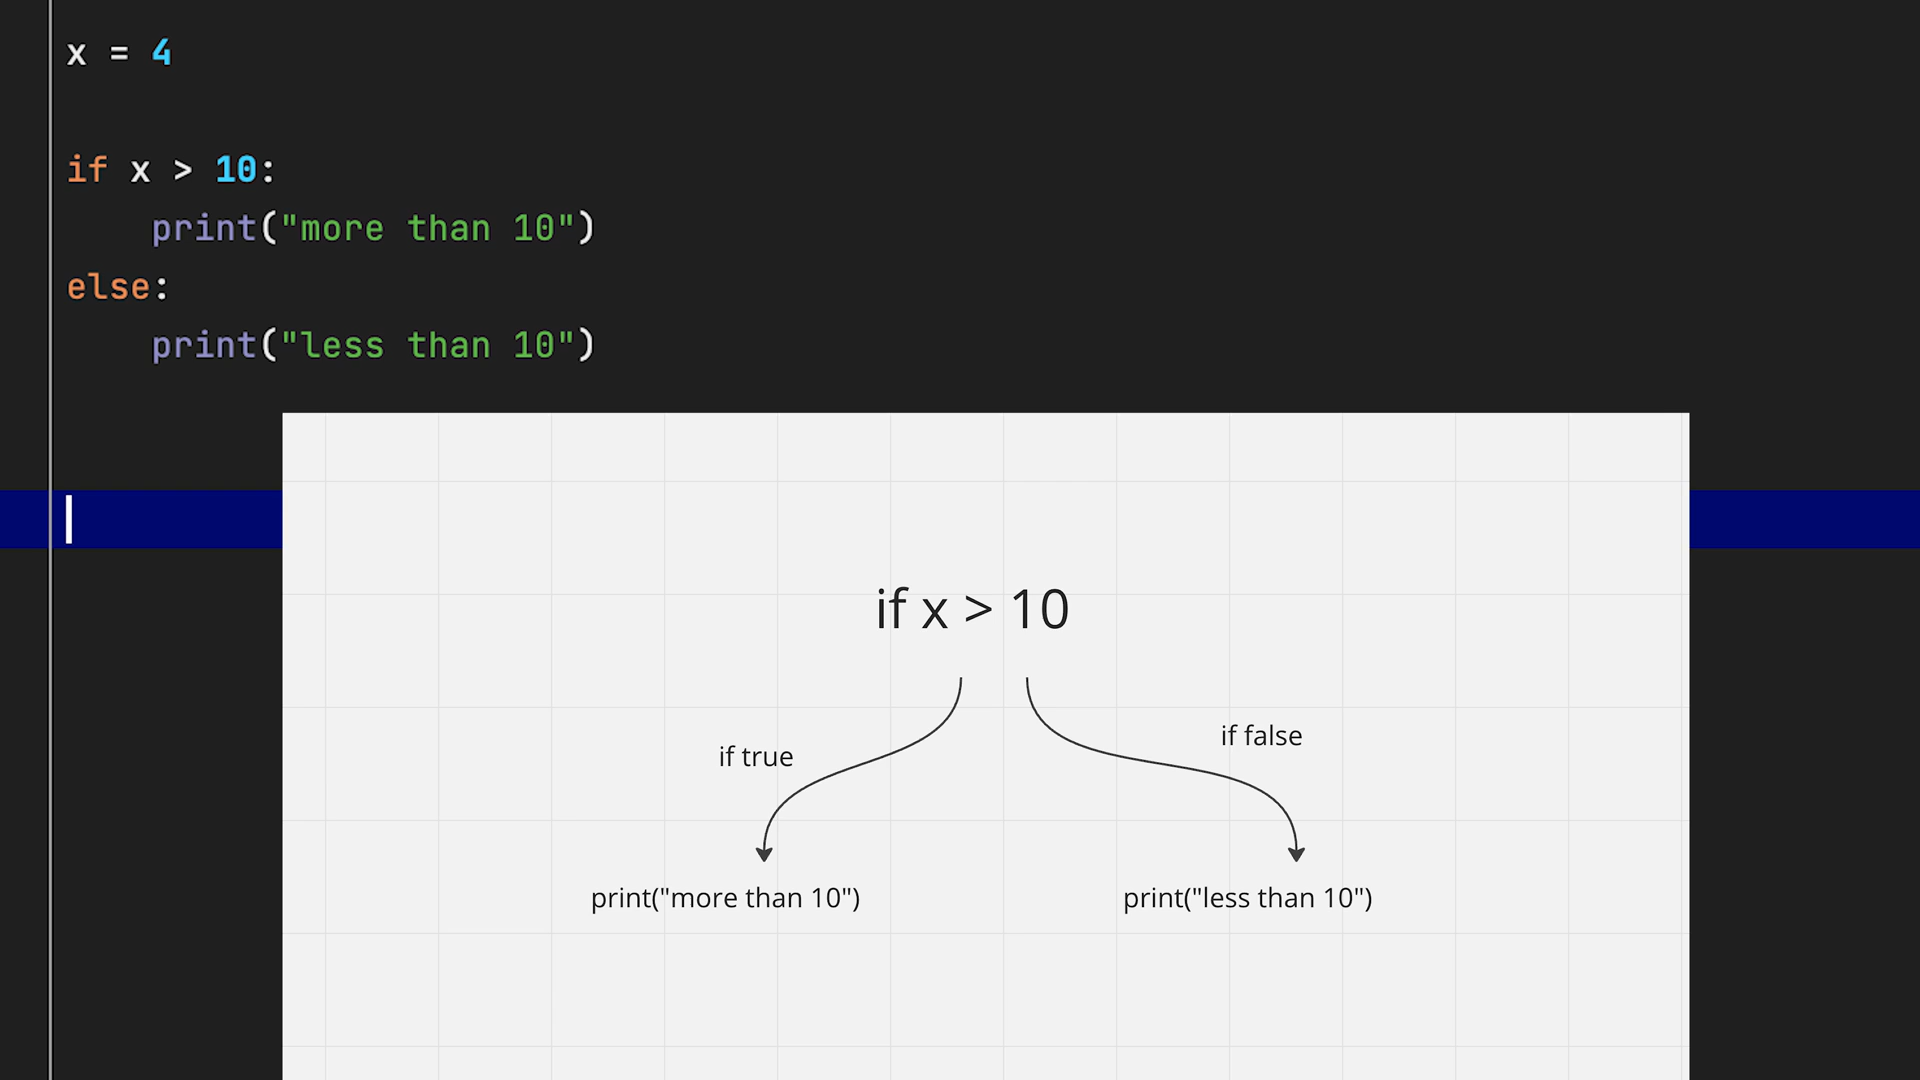 x = 4
if x > 10:
    print("more than 10")
else:
    print("less than 10")
if x > 10
if true
if false
print("more than 10")
print("less than 10")